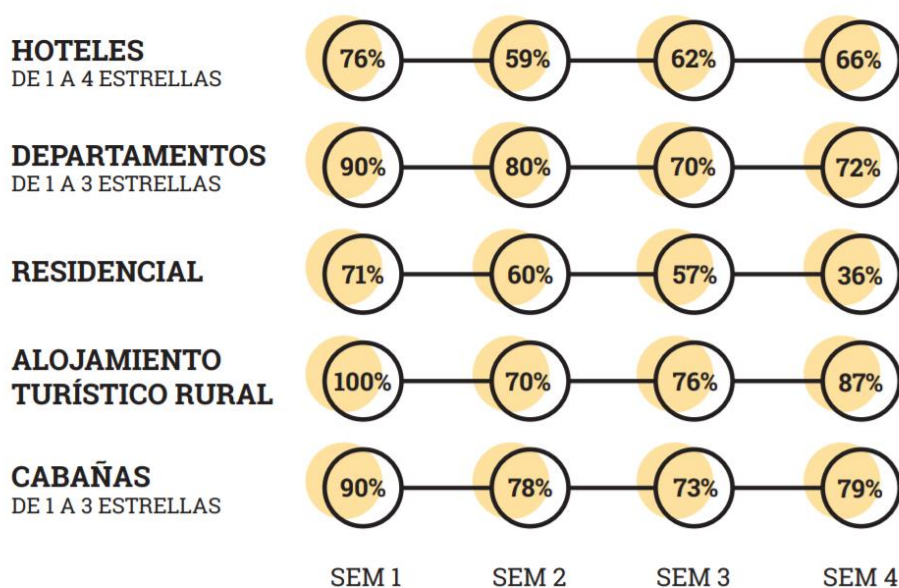 HOTELES
DE 1 A 4 ESTRELLAS
76% 59% 62% 66%
DEPARTAMENTOS
DE 1 A 3 ESTRELLAS
90% 80% 70% 72%
RESIDENCIAL
71% 60% 57% 36%
ALOJAMIENTO
TURÍSTICO RURAL
100% 70% 76% 87%
CABAÑAS
DE 1 A 3 ESTRELLAS
90% 78% 73% 79%
SEM 1 SEM 2 SEM 3 SEM 4